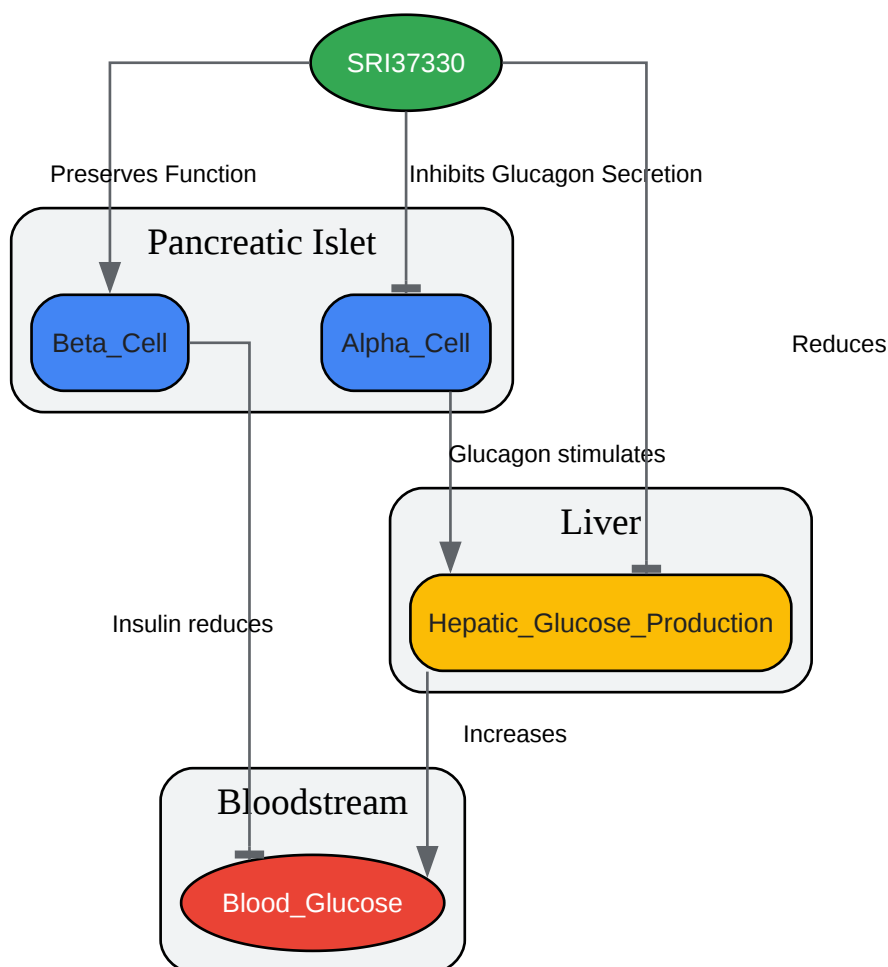 SRI37330
Preserves Function
Inhibits Glucagon Secretion
Pancreatic Islet
Beta_Cell
Alpha_Cell
Reduces
Glucagon stimulates
Liver
Insulin reduces
Hepatic_Glucose_Production
Increases
Bloodstream
Blood_Glucose